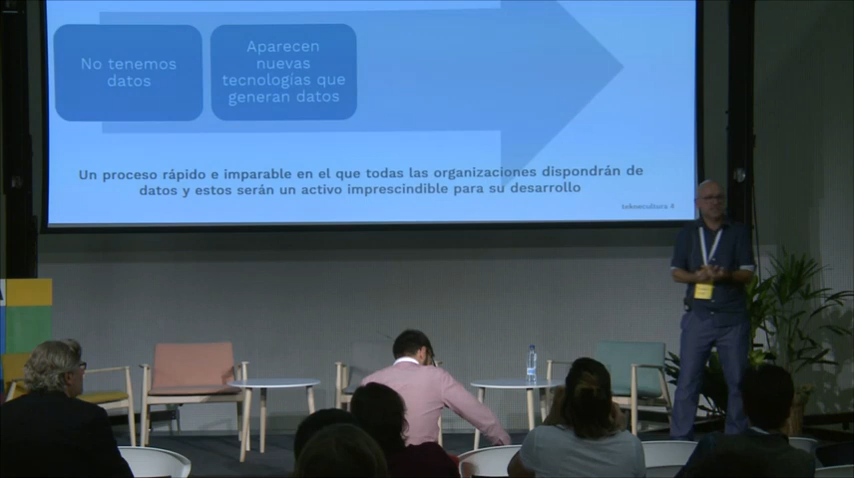 No tenemos
datos
Aparecen
nuevas
tecnologías que
generan datos
Un proceso rápido e imparable en el que todas las organizaciones dispondrán de
datos y estos serán un activo imprescindible para su desarrollo
teknecultura 4